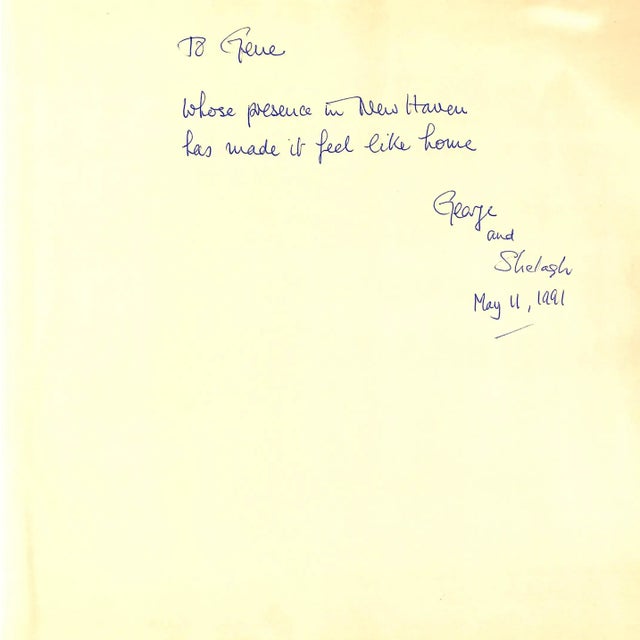 To Gene
whose presence in New Haven
has made it feel like home
George
and
Shelagh
May 11, 1991